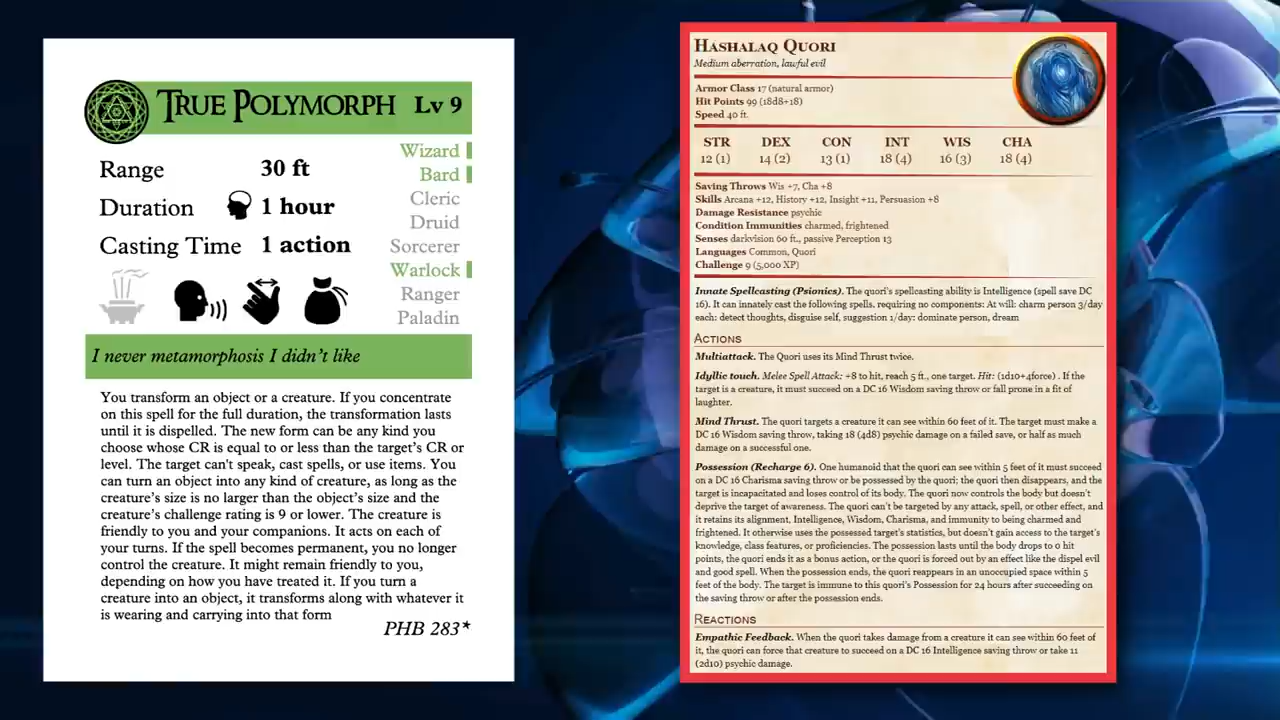 TRUE POLYMORPH Lv 9
Range 30 ft
Duration 1 hour
Casting Time 1 action
Wizard
Bard
Cleric
Druid
Sorcerer
Warlock
Ranger
Paladin
I never metamorphosis I didn't like
You transform an object or a creature. If you concentrate
on this spell for the full duration, the transformation lasts
until it is dispelled. The new form can be any kind you
choose whose CR is equal to or less than the target's CR or
level. The target can't speak, cast spells, or use items. You
can turn an object into any kind of creature, as long as the
creature's size is no larger than the object's size and the
creature's challenge rating is 9 or lower. The creature is
friendly to you and your companions. It acts on each of
your turns. If the spell becomes permanent, you no longer
control the creature. It might remain friendly to you,
depending on how you have treated it. If you turn a
creature into an object, it transforms along with whatever it
is wearing and carrying into that form
PHB 283*
HASHALAQ QUORI
Medium aberration, lawful evil
Armor Class 17 (natural armor)
Hit Points 99 (18d8+18)
Speed 40 ft.
STR DEX CON INT WIS CHA
12 (1) 14 (2) 13 (1) 18 (4) 16 (3) 18 (4)
Saving Throws Wis +7, Cha +8
Skills Arcana +12, History +12, Insight +11, Persuasion +8
Damage Resistance psychic
Condition Immunities charmed, frightened
Senses darkvision 60 ft., passive Perception 13
Languages Common, Quori
Challenge 9 (5,000 XP)
Innate Spellcasting (Psionics). The quori's spellcasting ability is Intelligence (spell save DC
16). It can innately cast the following spells, requiring no components: At will: charm person 3/day
each: detect thoughts, disguise self, suggestion 1/day: dominate person, dream
ACTIONS
Multiattack. The Quori uses its Mind Thrust twice.
Idyllic touch. Melee Spell Attack: +8 to hit, reach 5 ft., one target. Hit: (1d10+4force) . If the
target is a creature, it must succeed on a DC 16 Wisdom saving throw or fall prone in a fit of
laughter.
Mind Thrust. The quori targets a creature it can see within 60 feet of it. The target must make a
DC 16 Wisdom saving throw, taking 18 (4d8) psychic damage on a failed save, or half as much
damage on a successful one.
Possession (Recharge 6). One humanoid that the quori can see within 5 feet of it must succeed
on a DC 16 Charisma saving throw or be possessed by the quori; the quori then disappears, and the
target is incapacitated and loses control of its body. The quori now controls the body but doesn't
deprive the target of awareness. The quori can't be targeted by any attack, spell, or other effect, and
it retains its alignment, Intelligence, Wisdom, Charisma, and immunity to being charmed and
frightened. It otherwise uses the possessed target's statistics, but doesn't gain access to the target's
knowledge, class features, or proficiencies. The possession lasts until the body drops to 0 hit
points, the quori ends it as a bonus action, or the quori is forced out by an effect like the dispel evil
and good spell. When the possession ends, the quori reappears in an unoccupied space within 5
feet of the body. The target is immune to this quori's Possession for 24 hours after succeeding on
the saving throw or after the possession ends.
REACTIONS
Empathic Feedback. When the quori takes damage from a creature it can see within 60 feet of
it, the quori can force that creature to succeed on a DC 16 Intelligence saving throw or take 11
(2d10) psychic damage.